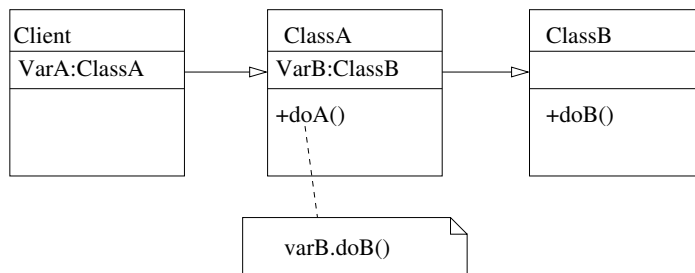 Client
VarA:ClassA
ClassA
VarB:ClassB
+doA()
ClassB
+doB()
varB.doB()